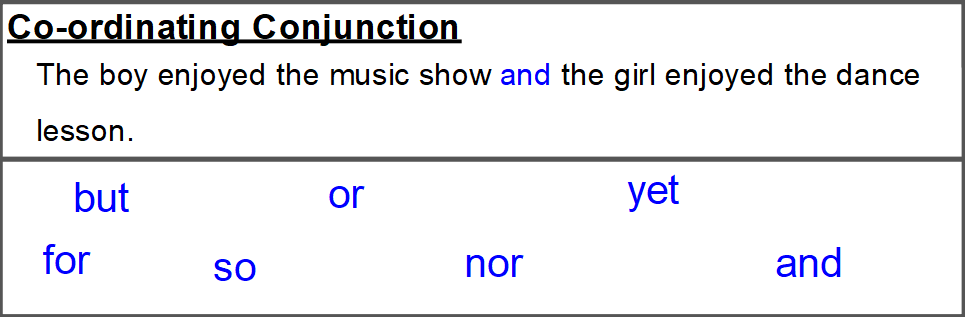 Co-ordinating Conjunction
The boy enjoyed the music show and the girl enjoyed the dance
lesson.
but or yet
for so nor and